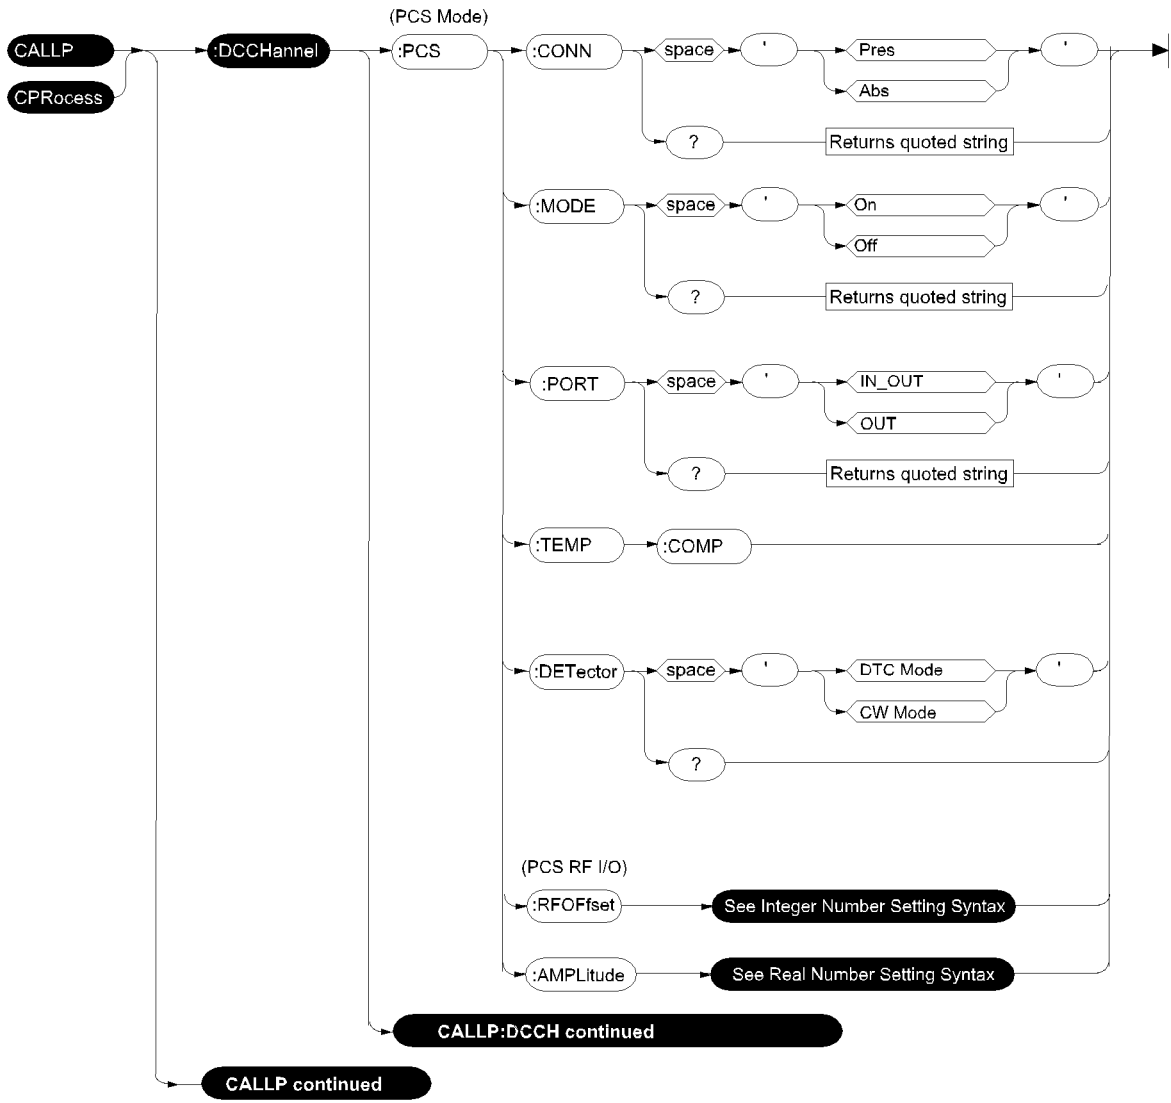 (PCS Mode)
CALLP :DCCHannel :PCS :CONN space ' Pres '
CPRocess Abs
? Returns quoted string
:MODE space ' On '
Off
? Returns quoted string
:PORT space ' IN_OUT '
OUT
? Returns quoted string
:TEMP :COMP
:DETector space ' DTC Mode '
CW Mode
?
(PCS RF I/O)
:RFOFfset See Integer Number Setting Syntax
:AMPLitude See Real Number Setting Syntax
CALLP:DCCH continued
CALLP continued